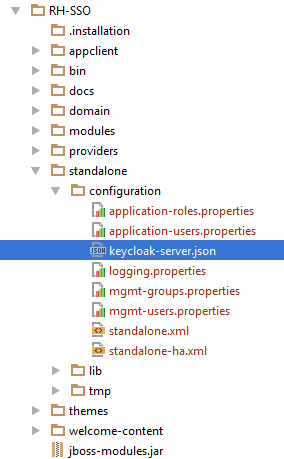 RH-SSO
.installation
appclient
bin
docs
domain
modules
providers
standalone
configuration
application-roles.properties
application-users.properties
JSON keycloak-server.json
logging.properties
mgmt-groups.properties
mgmt-users.properties
standalone.xml
standalone-ha.xml
lib
tmp
themes
welcome-content
jboss-modules.jar